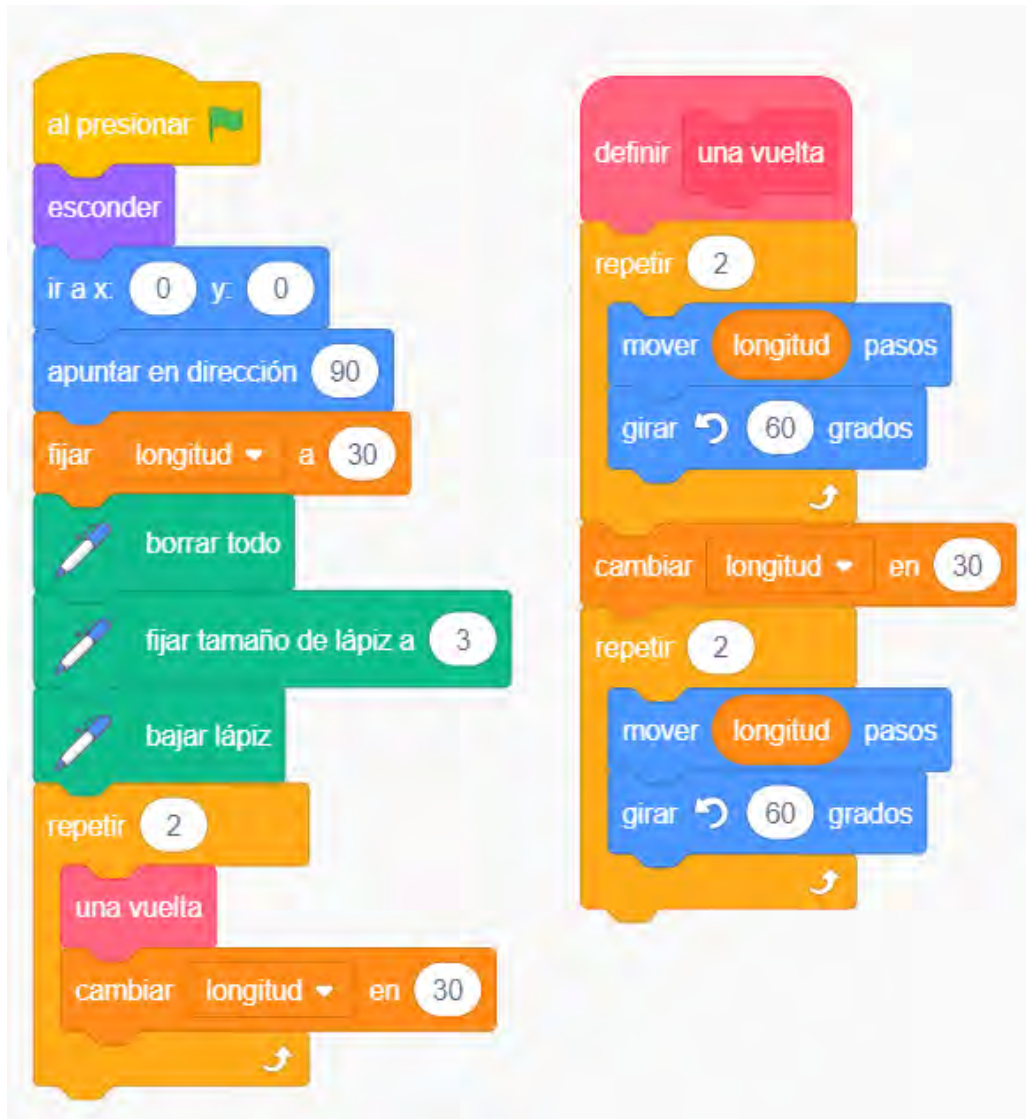 al presionar
esconder
ir a x: 0 y: 0
apuntar en dirección 90
fijar longitud a 30
borrar todo
fijar tamaño de lápiz a 3
bajar lápiz
repetir 2
una vuelta
cambiar longitud en 30
definir una vuelta
repetir 2
mover longitud pasos
girar 60 grados
cambiar longitud en 30
repetir 2
mover longitud pasos
girar 60 grados